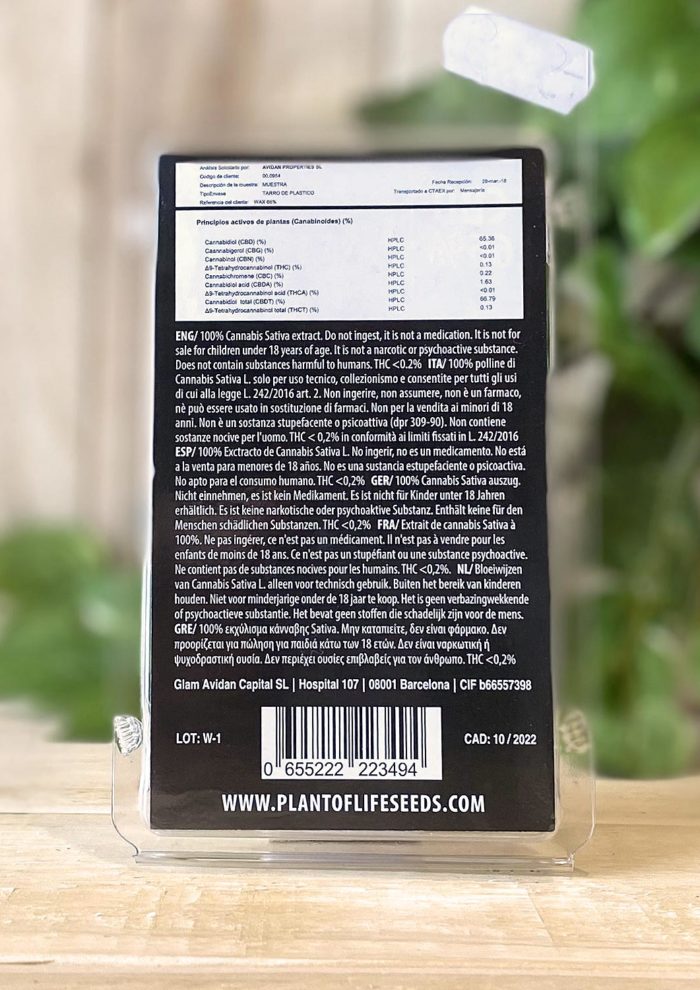 Análisis Solicitado por: AVIDAN PROPERTIES SL
Codigo de cliente: 00.0954
Fecha Recepción: 28-mar.-18
Descripción de la muestra: MUESTRA
Transportado a CTAEX por: Mensajería
TipoEnvase TARRO DE PLASTICO
Referencia del cliente: WAX 66%
Principios activos de plantas (Canabinoides) (%)
Cannabidiol (CBD) (%) HPLC 65.36
Caannabigerol (CBG) (%) HPLC <0.01
Cannabinol (CBN) (%) HPLC <0.01
Δ9-Tetrahydrocannabinol (THC) (%) HPLC 0.13
Cannabichromene (CBC) (%) HPLC 0.22
Cannabidiol acid (CBDA) (%) HPLC 1.63
Δ9-Tetrahydrocannabinol acid (THCA) (%) HPLC <0.01
Cannabidiol total (CBDT) (%) HPLC 66.79
Δ9-Tetrahydrocannabinol total (THCT) (%) HPLC 0.13
ENG/ 100% Cannabis Sativa extract. Do not ingest, it is not a medication. It is not for
sale for children under 18 years of age. It is not a narcotic or psychoactive substance.
Does not contain substances harmful to humans. THC <0.2% ITA/ 100% polline di
Cannabis Sativa L. solo per uso tecnico, collezionismo e consentite per tutti gli usi
di cui alla legge L. 242/2016 art. 2. Non ingerire, non assumere, non è un farmaco,
nè può essere usato in sostituzione di farmaci. Non per la vendita ai minori di 18
anni. Non è un sostanza stupefacente o psicoattiva (dpr 309-90). Non contiene
sostanze nocive per l'uomo. THC < 0,2% in conformità ai limiti fissati in L. 242/2016
ESP/ 100% Exctracto de Cannabis Sativa L. No ingerir, no es un medicamento. No está
a la venta para menores de 18 años. No es una sustancia estupefaciente o psicoactiva.
No apto para el consumo humano. THC <0,2% GER/ 100% Cannabis Sativa auszug.
Nicht einnehmen, es ist kein Medikament. Es ist nicht für Kinder unter 18 Jahren
erhältlich. Es ist keine narkotische oder psychoaktive Substanz. Enthält keine für den
Menschen schädlichen Substanzen. THC <0,2% FRA/ Extrait de cannabis Sativa à
100%. Ne pas ingérer, ce n'est pas un médicament. Il n'est pas à vendre pour les
enfants de moins de 18 ans. Ce n'est pas un stupéfiant ou une substance psychoactive.
Ne contient pas de substances nocives pour les humains. THC <0,2%. NL/ Bloeiwijzen
van Cannabis Sativa L. alleen voor technisch gebruik. Buiten het bereik van kinderen
houden. Niet voor minderjarige onder de 18 jaar te koop. Het is geen verbazingwekkende
of psychoactieve substantie. Het bevat geen stoffen die schadelijk zijn voor de mens.
GRE/ 100% εκχύλισμα κάνναβης Sativa. Μην καταπιείτε, δεν είναι φάρμακο. Δεν
προορίζεται για πώληση για παιδιά κάτω των 18 ετών. Δεν είναι ναρκωτική ή
ψυχοδραστική ουσία. Δεν περιέχει ουσίες επιβλαβείς για τον άνθρωπο. THC <0,2%
Glam Avidan Capital SL | Hospital 107 | 08001 Barcelona | CIF b66557398
LOT: W-1
CAD: 10 / 2022
0 655222 223494
WWW.PLANTOFLIFESEEDS.COM